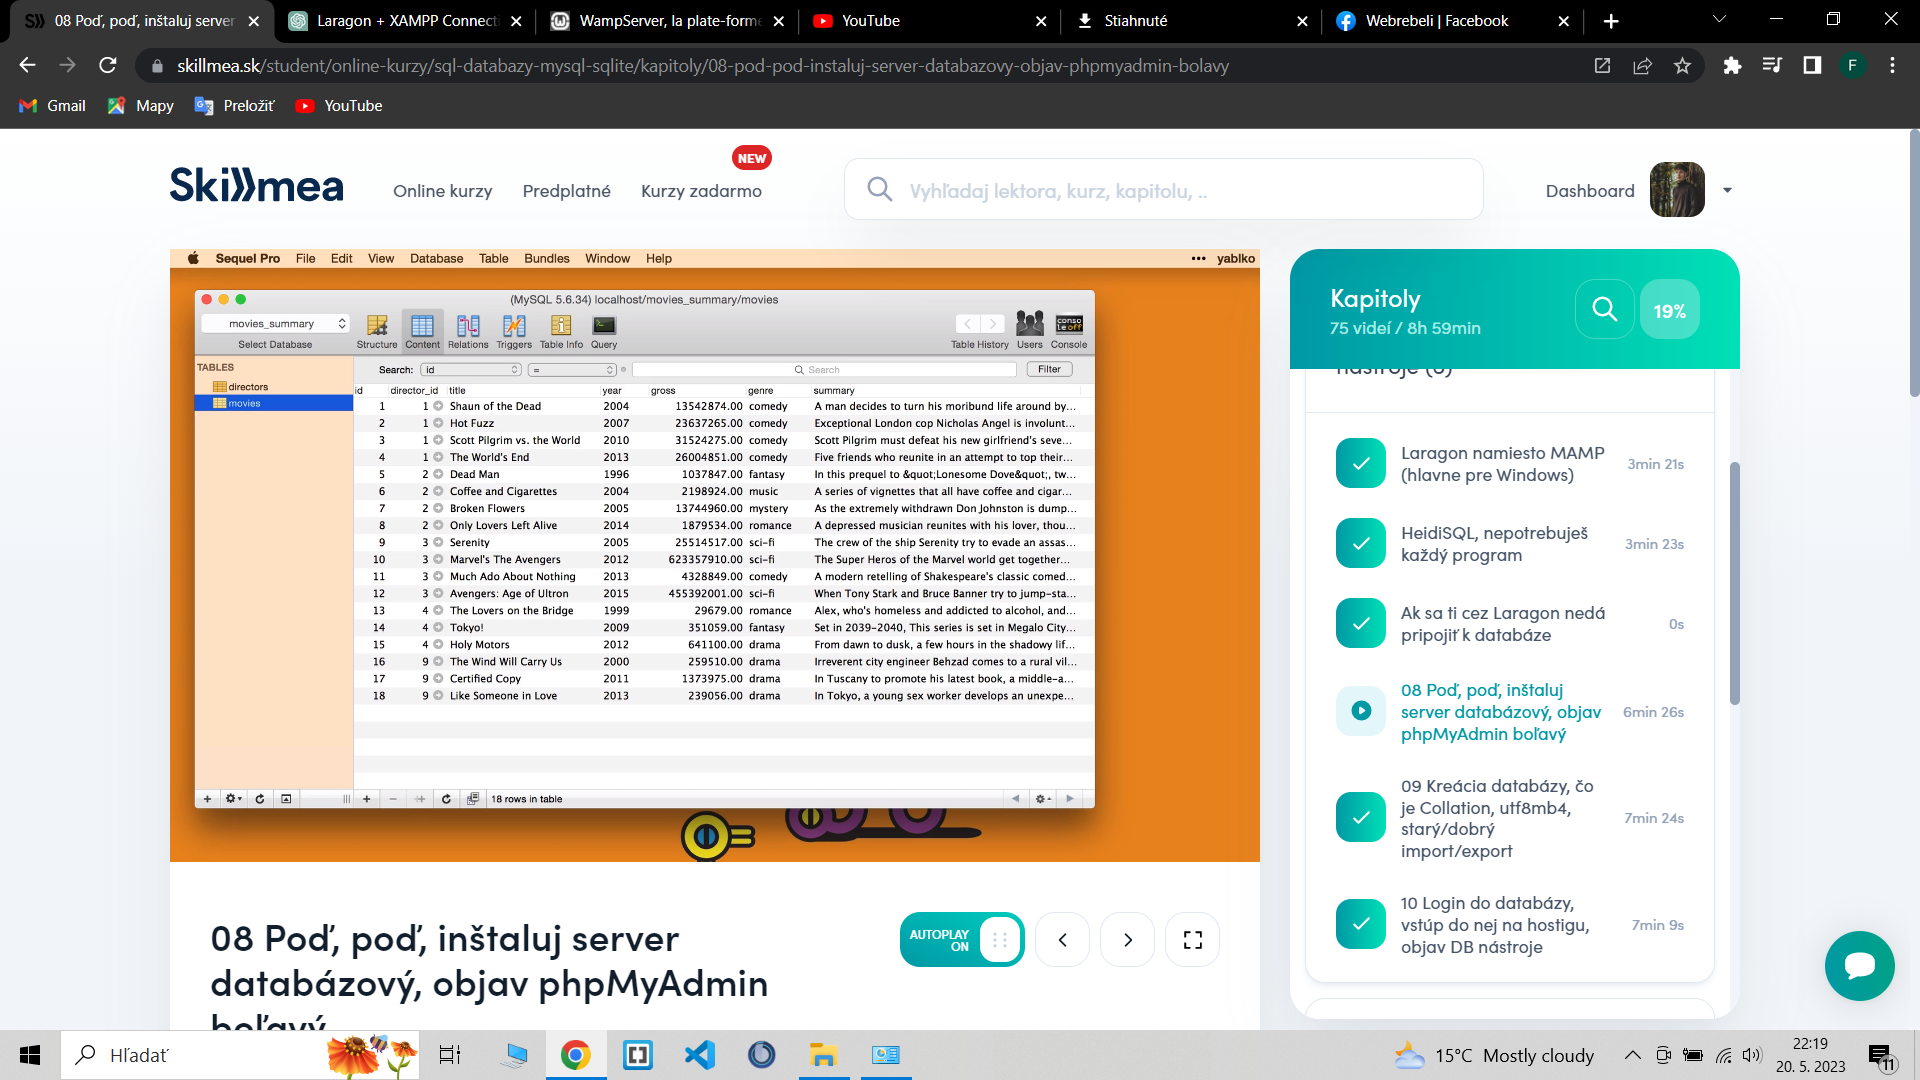 08 Poď, poď, inštaluj server
Laragon + XAMPP Connecti
WampServer, la plate-forme
YouTube
Stiahnuté
Webrebeli | Facebook
skillmea.sk/student/online-kurzy/sql-databazy-mysql-sqlite/kapitoly/08-pod-pod-instaluj-server-databazovy-objav-phpmyadmin-bolavy
F
Gmail
Mapy
Preložiť
YouTube
Skillmea
Online kurzy
Predplatné
Kurzy zadarmo
NEW
Vyhľadaj lektora, kurz, kapitolu, ..
Dashboard
Sequel Pro File Edit View Database Table Bundles Window Help
••• yablko
(MySQL 5.6.34) localhost/movies_summary/movies
movies_summary
Select Database
Structure Content Relations Triggers Table Info Query
Table History Users Console
conso
le off
TABLES
directors
movies
Search: id = Search Filter
id director_id title year gross genre summary
1 1 Shaun of the Dead 2004 13542874.00 comedy A man decides to turn his moribund life around by...
2 1 Hot Fuzz 2007 23637265.00 comedy Exceptional London cop Nicholas Angel is involunt...
3 1 Scott Pilgrim vs. the World 2010 31524275.00 comedy Scott Pilgrim must defeat his new girlfriend's seve...
4 1 The World's End 2013 26004851.00 comedy Five friends who reunite in an attempt to top their...
5 2 Dead Man 1996 1037847.00 fantasy In this prequel to &quot;Lonesome Dove&quot;, tw...
6 2 Coffee and Cigarettes 2004 2198924.00 music A series of vignettes that all have coffee and cigar...
7 2 Broken Flowers 2005 13744960.00 mystery As the extremely withdrawn Don Johnston is dump...
8 2 Only Lovers Left Alive 2014 1879534.00 romance A depressed musician reunites with his lover, thou...
9 3 Serenity 2005 25514517.00 sci-fi The crew of the ship Serenity try to evade an assas...
10 3 Marvel's The Avengers 2012 623357910.00 sci-fi The Super Heros of the Marvel world get together...
11 3 Much Ado About Nothing 2013 4328849.00 comedy A modern retelling of Shakespeare's classic comed...
12 3 Avengers: Age of Ultron 2015 455392001.00 sci-fi When Tony Stark and Bruce Banner try to jump-sta...
13 4 The Lovers on the Bridge 1999 29679.00 romance Alex, who's homeless and addicted to alcohol, and...
14 4 Tokyo! 2009 351059.00 fantasy Set in 2039-2040, This series is set in Megalo City...
15 4 Holy Motors 2012 641100.00 drama From dawn to dusk, a few hours in the shadowy lif...
16 9 The Wind Will Carry Us 2000 259510.00 drama Irreverent city engineer Behzad comes to a rural vil...
17 9 Certified Copy 2011 1373975.00 drama In Tuscany to promote his latest book, a middle-a...
18 9 Like Someone in Love 2013 239056.00 drama In Tokyo, a young sex worker develops an unexpe...
18 rows in table
Kapitoly
75 videí / 8h 59min
19%
nástroje (6)
Laragon namiesto MAMP
(hlavne pre Windows)
3min 21s
HeidiSQL, nepotrebuješ
každý program
3min 23s
Ak sa ti cez Laragon nedá
pripojiť k databáze
0s
08 Poď, poď, inštaluj
server databázový, objav
phpMyAdmin boľavý
6min 26s
09 Kreácia databázy, čo
je Collation, utf8mb4,
starý/dobrý
import/export
7min 24s
10 Login do databázy,
vstúp do nej na hostigu,
objav DB nástroje
7min 9s
08 Poď, poď, inštaluj server
databázový, objav phpMyAdmin
boľavý
AUTOPLAY
ON
Hľadať
15°C Mostly cloudy
22:19
20. 5. 2023
11